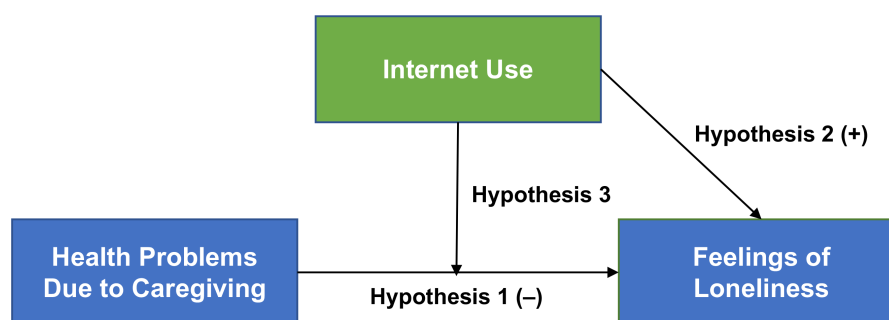 Internet Use
Hypothesis 2 (+)
Hypothesis 3
Health Problems
Due to Caregiving
Feelings of
Loneliness
Hypothesis 1 (–)